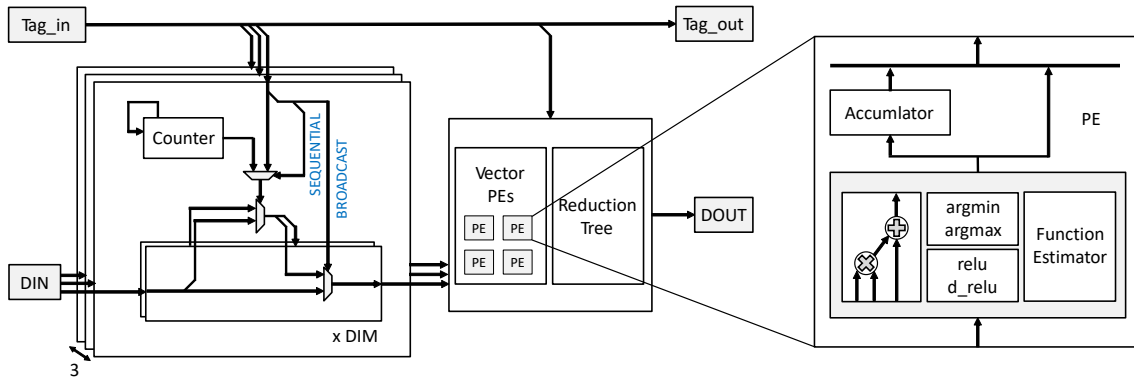 Tag_in
Tag_out
Counter
SEQUENTIAL
BROADCAST
DIN
x DIM
3
Vector
PEs
PE
PE
PE
PE
Reduction
Tree
DOUT
Accumlator
PE
argmin
argmax
relu
d_relu
Function
Estimator